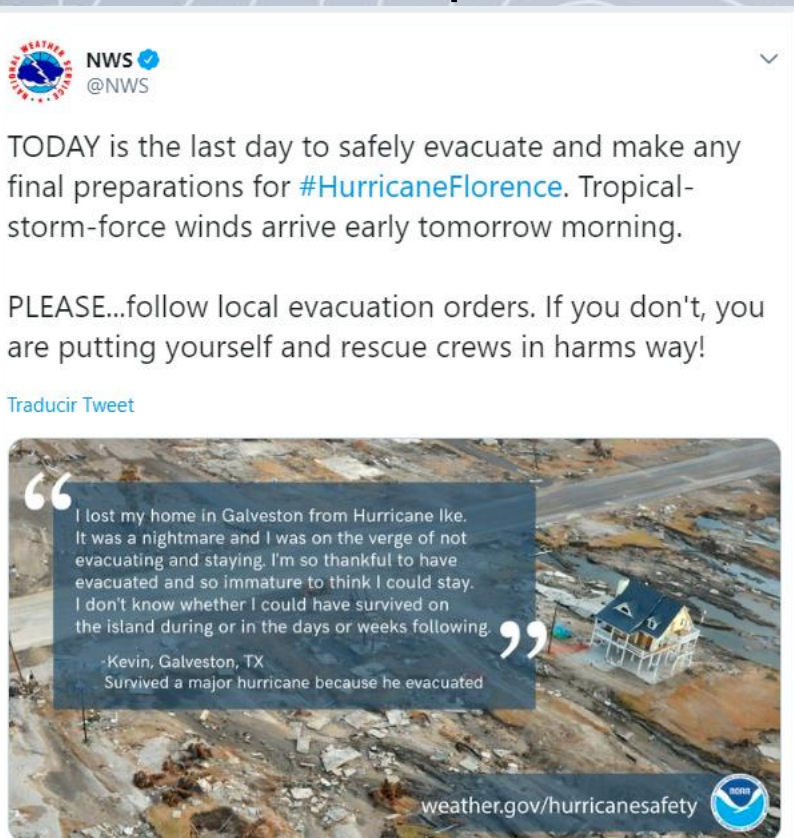 NATIONAL WEATHER SERVICE
NWS
@NWS
TODAY is the last day to safely evacuate and make any
final preparations for #HurricaneFlorence. Tropical-
storm-force winds arrive early tomorrow morning.
PLEASE...follow local evacuation orders. If you don't, you
are putting yourself and rescue crews in harms way!
Traducir Tweet
“
I lost my home in Galveston from Hurricane Ike.
It was a nightmare and I was on the verge of not
evacuating and staying. I'm so thankful to have
evacuated and so immature to think I could stay.
I don't know whether I could have survived on
the island during or in the days or weeks following.
”
-Kevin, Galveston, TX
Survived a major hurricane because he evacuated
weather.gov/hurricanesafety
NOAA